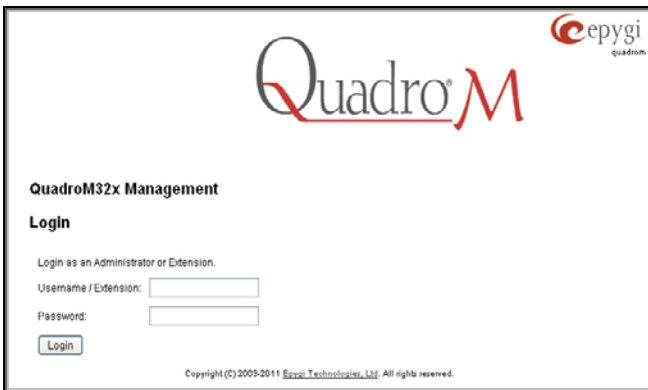 epygi
quadrom
Quadro® M
QuadroM32x Management
Login
Login as an Administrator or Extension.
Username / Extension:
Password:
Login
Copyright (C) 2003-2011 Epygi Technologies, Ltd. All rights reserved.